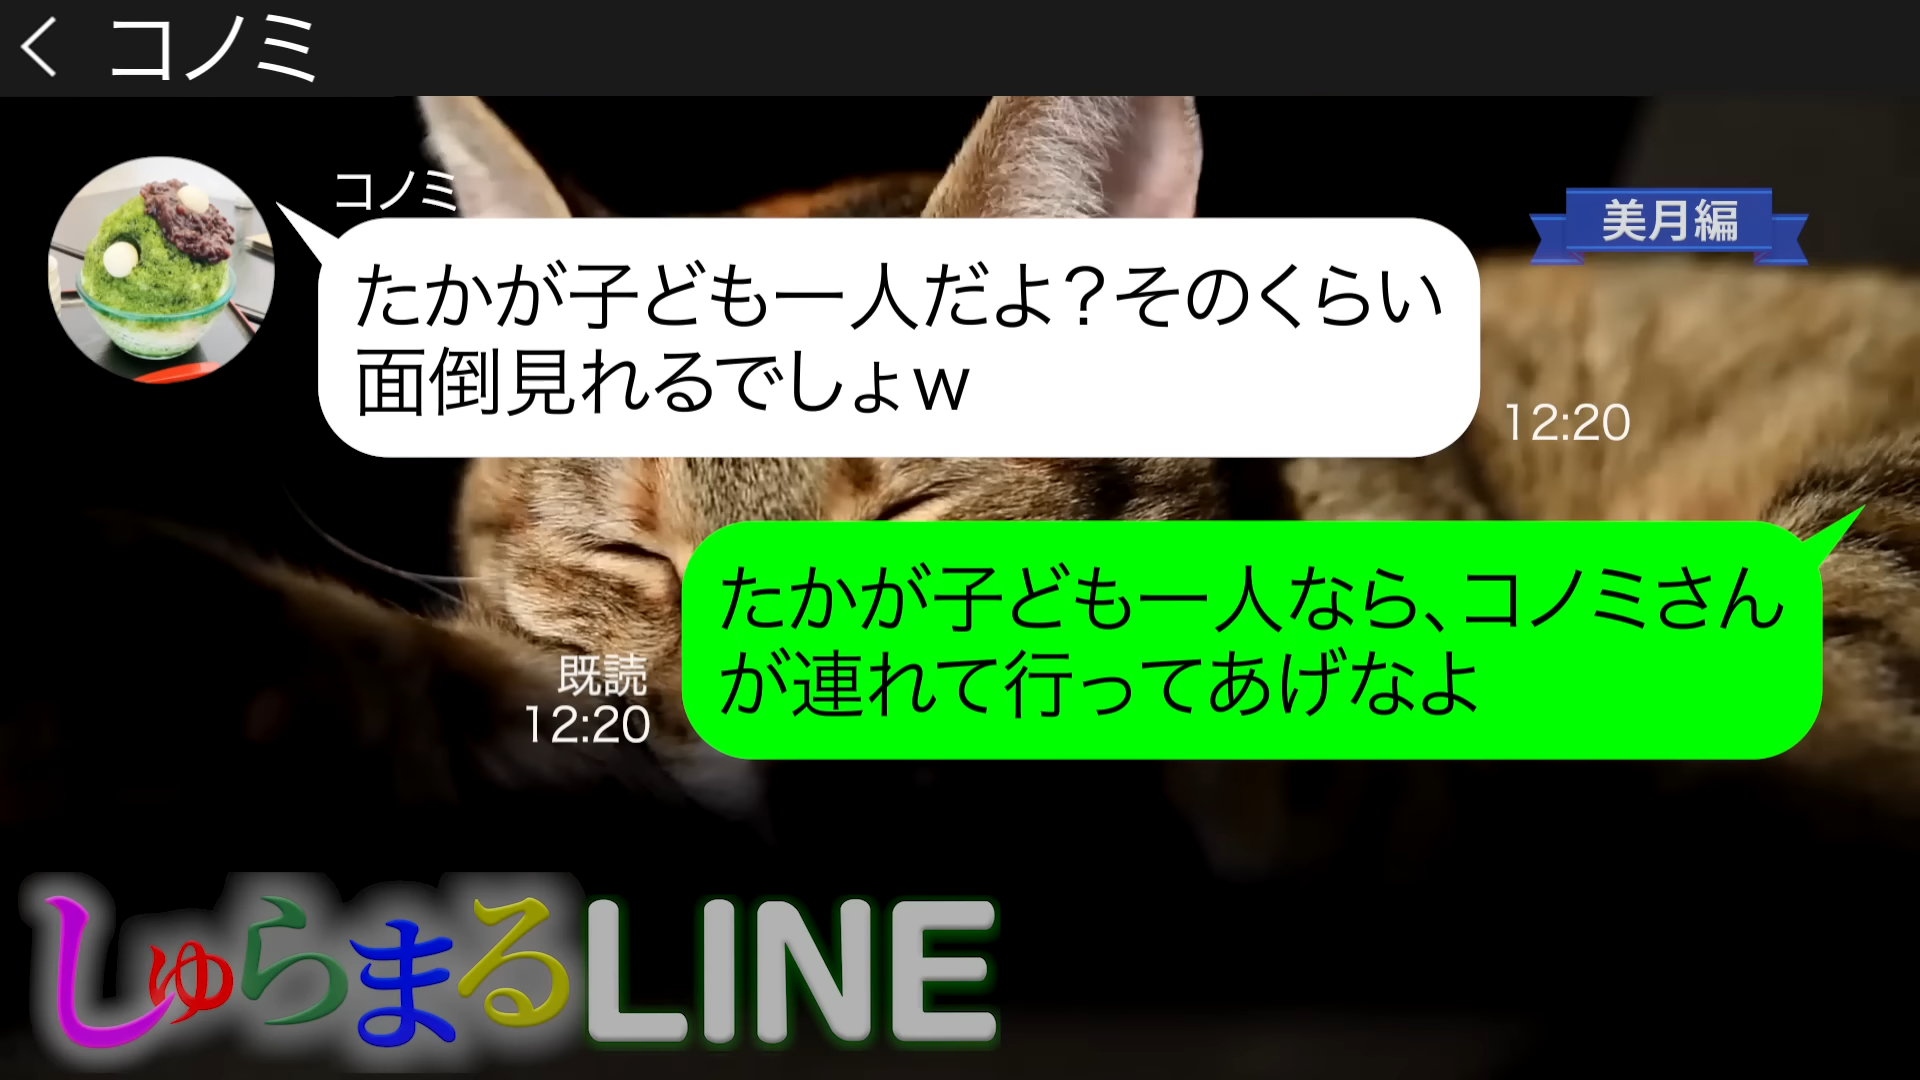 コノミ
コノミ
美月編
たかが子ども一人だよ？そのくらい
面倒見れるでしょw
12:20
たかが子ども一人なら、コノミさん
が連れて行ってあげなよ
既読
12:20
しゅらまるLINE